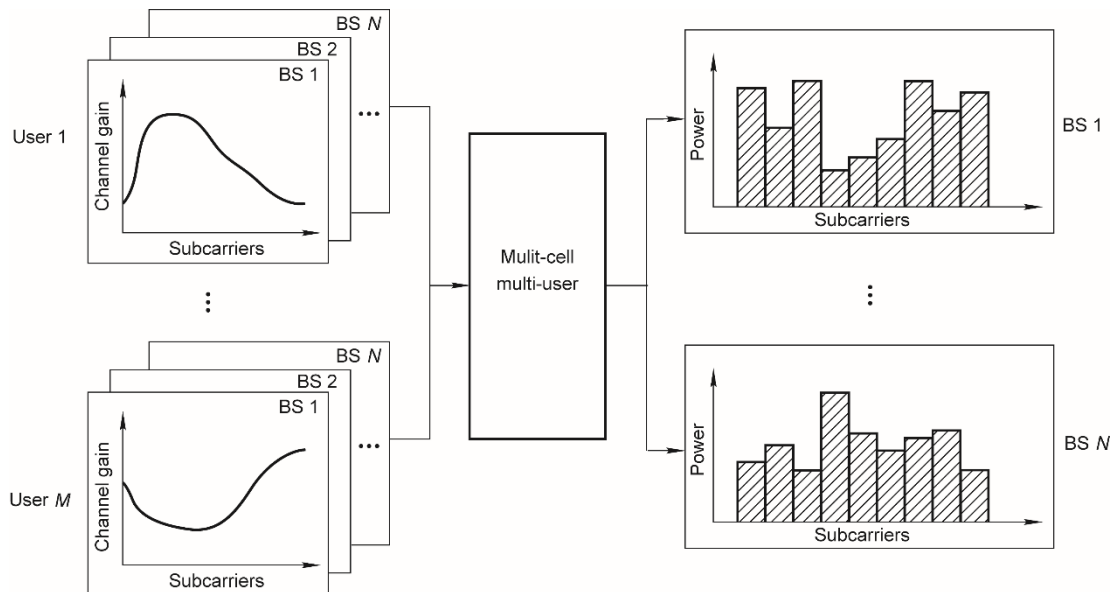 BS N
BS 2
BS 1
User 1
Channel gain
Subcarriers
...
⋮
BS N
BS 2
BS 1
User M
Channel gain
Subcarriers
...
Mulit-cell
multi-user
Power
Subcarriers
BS 1
⋮
Power
Subcarriers
BS N